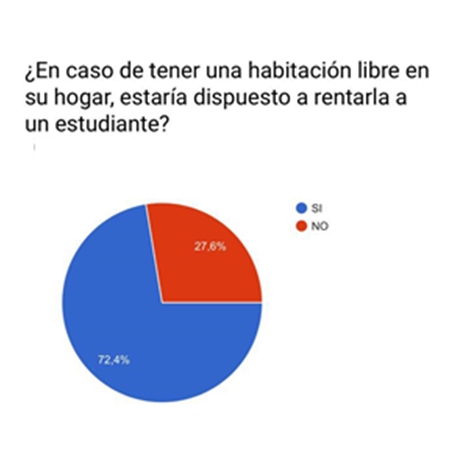 ¿En caso de tener una habitación libre en
su hogar, estaría dispuesto a rentarla a
un estudiante?
SI
NO
27,6%
72,4%